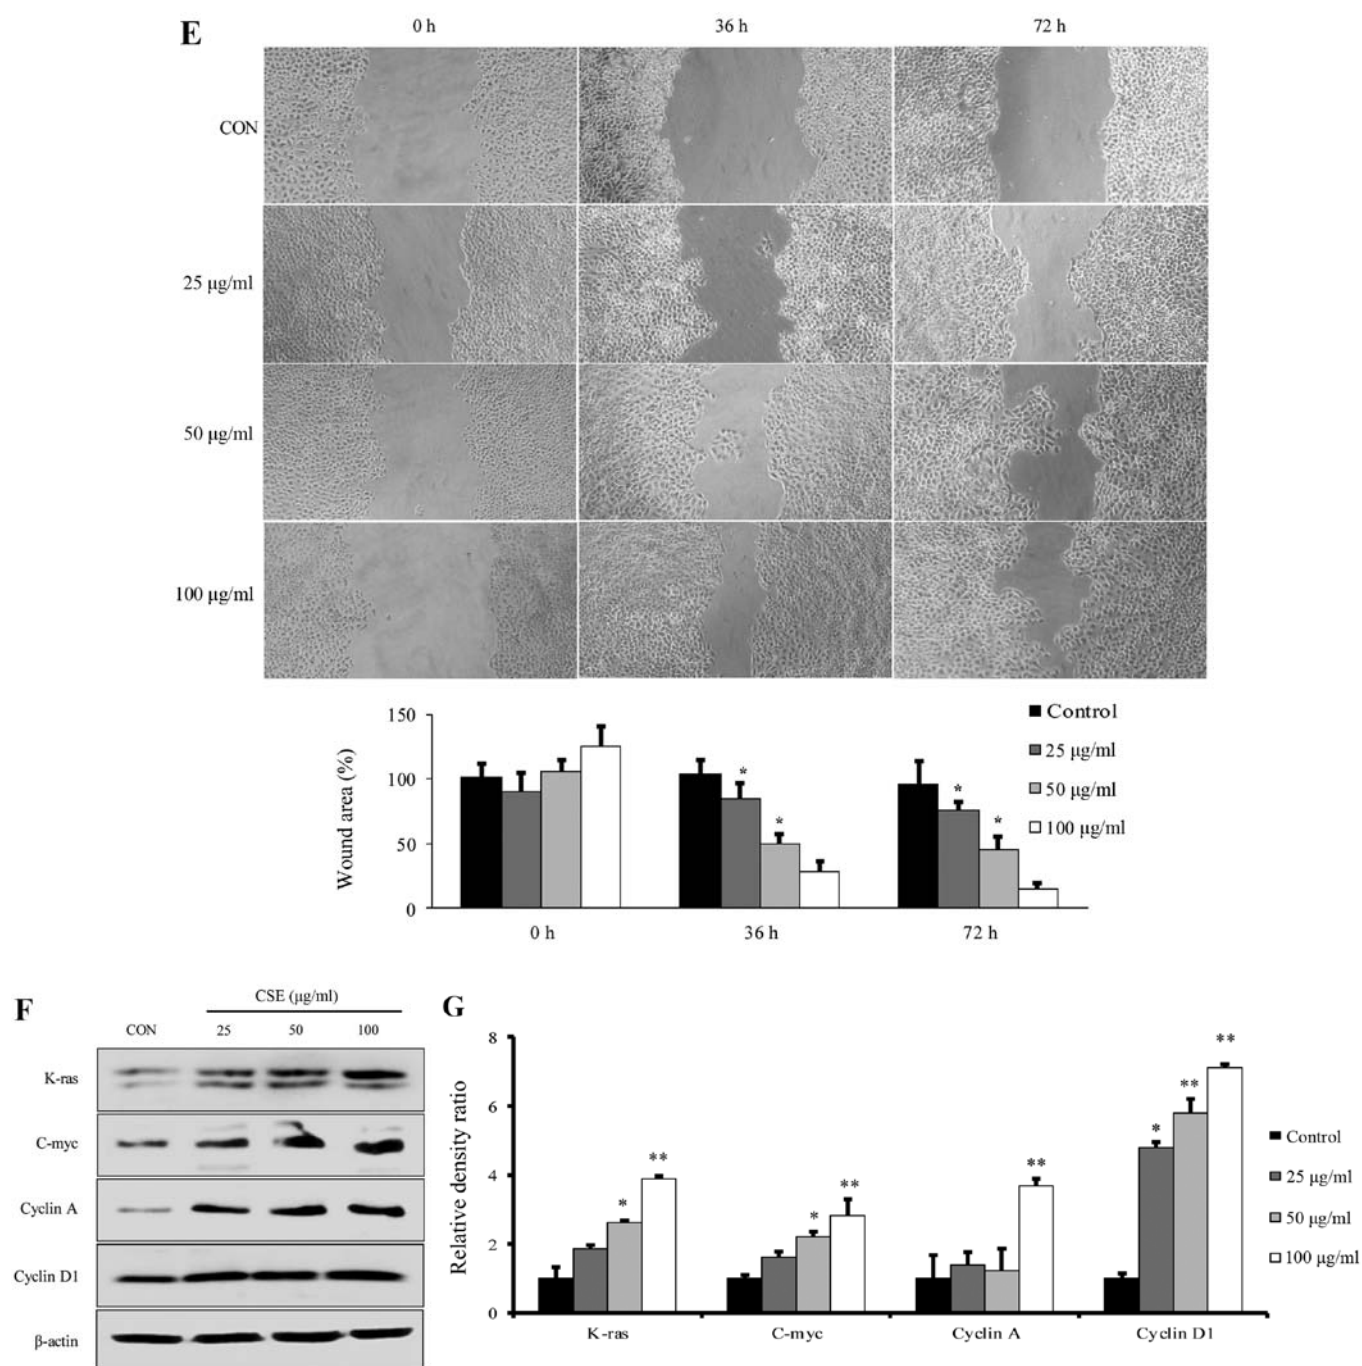 E
0 h 36 h 72 h
CON
25 μg/ml
50 μg/ml
100 μg/ml
150
100
50
0
Wound area (%)
* *
* *
0 h 36 h 72 h
Control
25 μg/ml
50 μg/ml
100 μg/ml
F
CSE (μg/ml)
CON 25 50 100
K-ras
C-myc
Cyclin A
Cyclin D1
β-actin
G
8
6
4
2
0
Relative density ratio
* **
* **
**
* ** **
K-ras C-myc Cyclin A Cyclin D1
Control
25 μg/ml
50 μg/ml
100 μg/ml